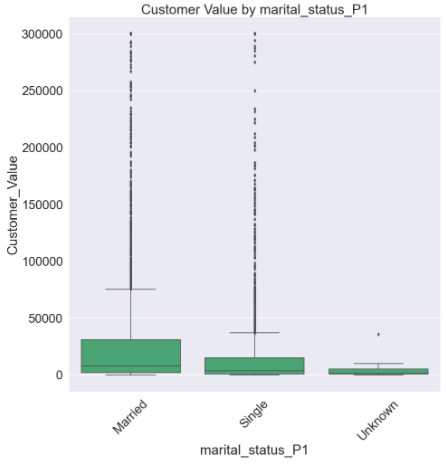 Customer Value by marital_status_P1
300000
250000
200000
150000
100000
50000
0
Customer_Value
Married
Single
Unknown
marital_status_P1